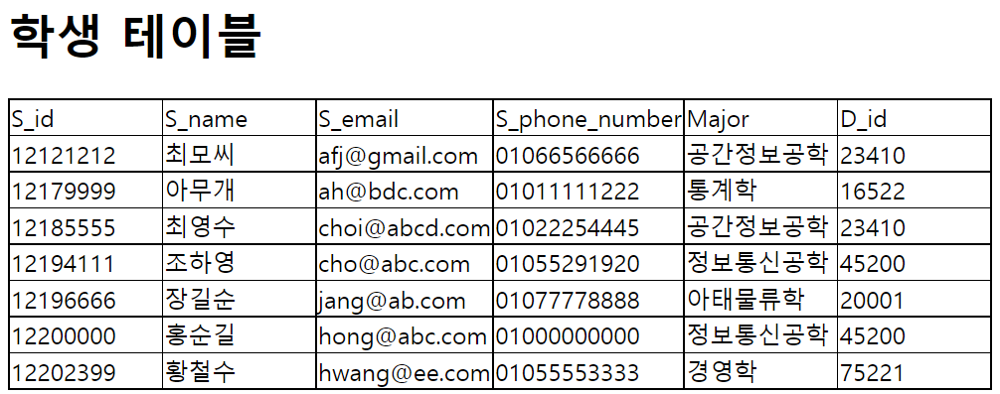 학생 테이블
S_id S_name S_email S_phone_number Major D_id
12121212 최모씨 afj@gmail.com 01066566666 공간정보공학 23410
12179999 아무개 ah@bdc.com 01011111222 통계학 16522
12185555 최영수 choi@abcd.com 01022254445 공간정보공학 23410
12194111 조하영 cho@abc.com 01055291920 정보통신공학 45200
12196666 장길순 jang@ab.com 01077778888 아태물류학 20001
12200000 홍순길 hong@abc.com 01000000000 정보통신공학 45200
12202399 황철수 hwang@ee.com 01055553333 경영학 75221